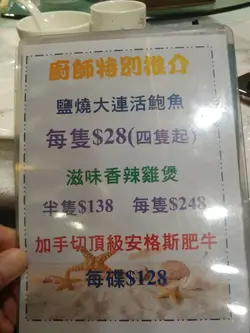 廚師特別推介
鹽燒大連活鮑魚
每隻$28(四隻起)
滋味香辣雞煲
半隻$138 每隻$248
加手切頂級安格斯肥牛
每碟$128